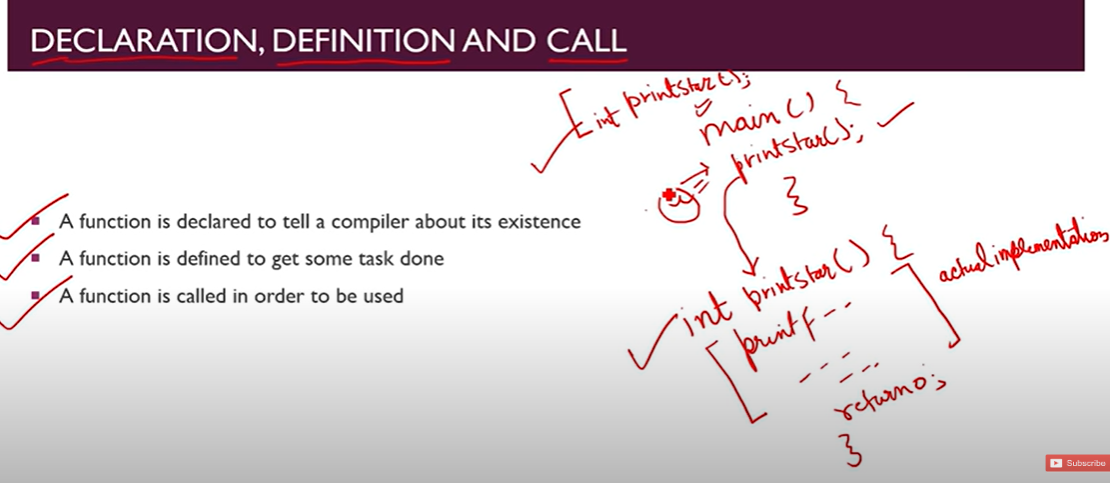 DECLARATION, DEFINITION AND CALL
int printstar();
main() {
printstar();
}
A function is declared to tell a compiler about its existence
A function is defined to get some task done
A function is called in order to be used
int printstar() {
actual implementation
printf --
return 0;
}
Subscribe